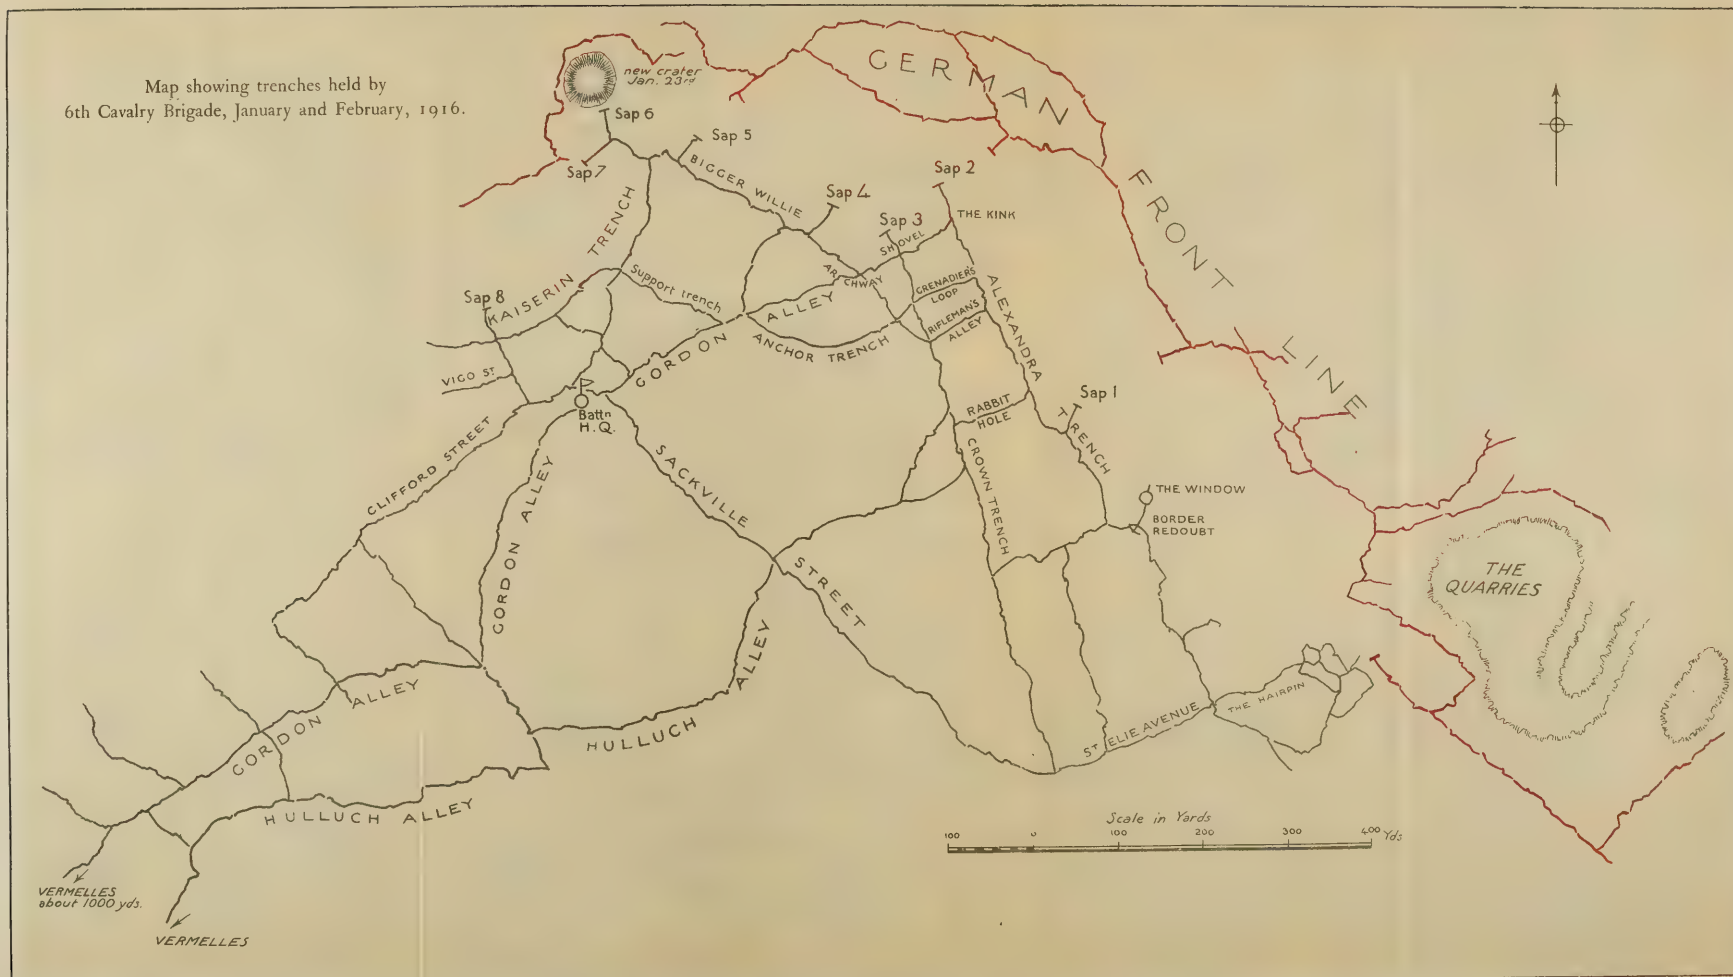 Map showing trenches held by
6th Cavalry Brigade, January and February, 1916.
new crater
Jan. 23rd
GERMAN FRONT LINE
Sap 6
Sap 5
Sap 7
BIGGER WILLIE
Sap 4
Sap 2
THE KINK
Sap 3
SHOVEL
KAISERIN TRENCH
Support trench
ARCHWAY
GRENADIER'S
LOOP
RIFLEMAN'S
ALLEY
ALEXANDRA TRENCH
Sap 8
GORDON ALLEY
ANCHOR TRENCH
VIGO ST.
Battn
H.Q.
RABBIT
HOLE
Sap 1
CLIFFORD STREET
GORDON ALLEY
SACKVILLE STREET
CROWN TRENCH
THE WINDOW
BORDER
REDOUBT
THE
QUARRIES
GORDON ALLEY
HULLUCH ALLEY
ST ELIE AVENUE
THE HAIRPIN
HULLUCH ALLEY
Scale in Yards
100 0 100 200 300 400 Yds
VERMELLES
about 1000 yds.
VERMELLES